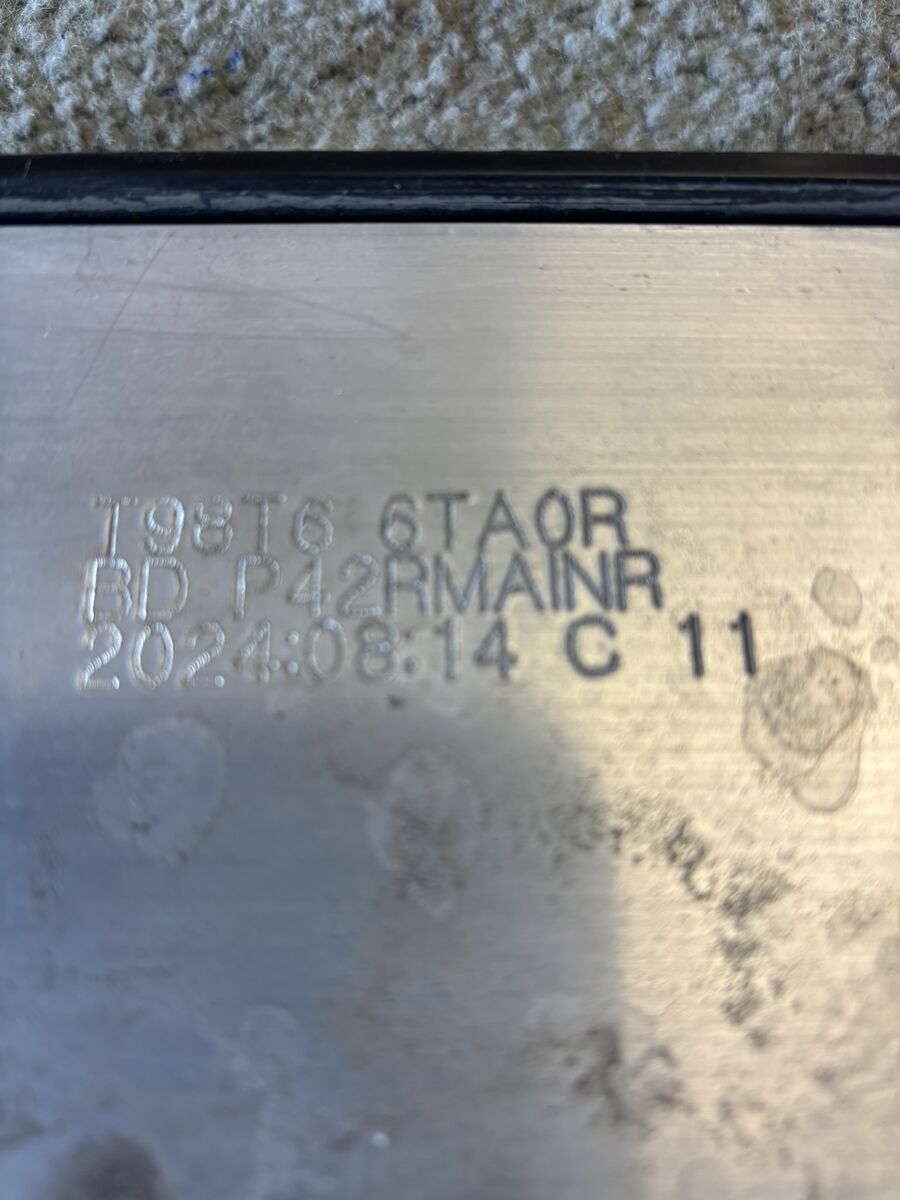 T98T6 6TA0R
BD P42RMAINR
2024:08:14 C 11